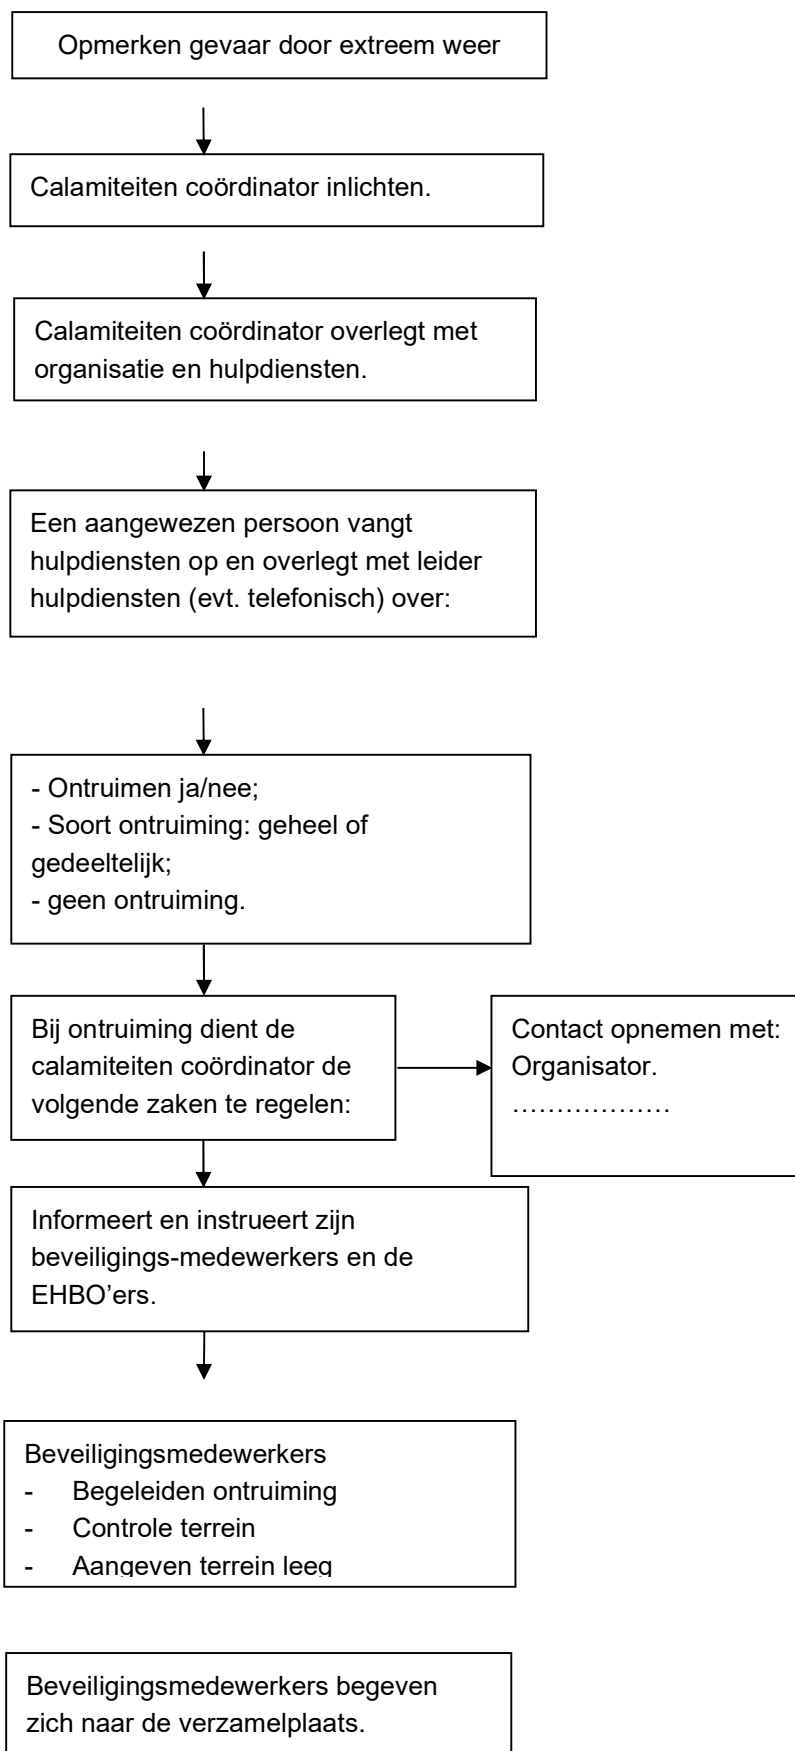 Opmerken gevaar door extreem weer
Calamiteiten coördinator inlichten.
Calamiteiten coördinator overlegt met
organisatie en hulpdiensten.
Een aangewezen persoon vangt
hulpdiensten op en overlegt met leider
hulpdiensten (evt. telefonisch) over:
- Ontruimen ja/nee;
- Soort ontruiming: geheel of
gedeeltelijk;
- geen ontruiming.
Bij ontruiming dient de
calamiteiten coördinator de
volgende zaken te regelen:
Contact opnemen met:
Organisator.
………………
Informeert en instrueert zijn
beveiligings-medewerkers en de
EHBO’ers.
Beveiligingsmedewerkers
- Begeleiden ontruiming
- Controle terrein
- Aangeven terrein leeg
Beveiligingsmedewerkers begeven
zich naar de verzamelplaats.